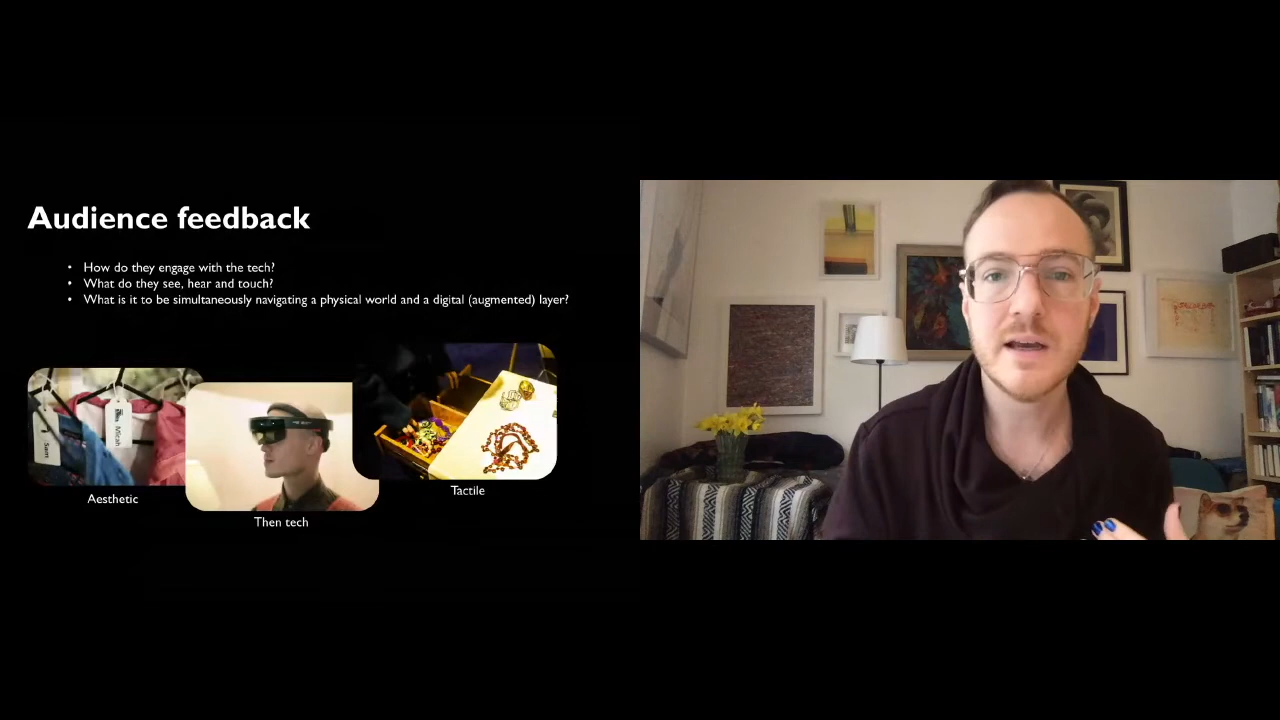 Audience feedback
• How do they engage with the tech?
• What do they see, hear and touch?
• What is it to be simultaneously navigating a physical world and a digital (augmented) layer?
Sam
Micah
Aesthetic
Then tech
Tactile